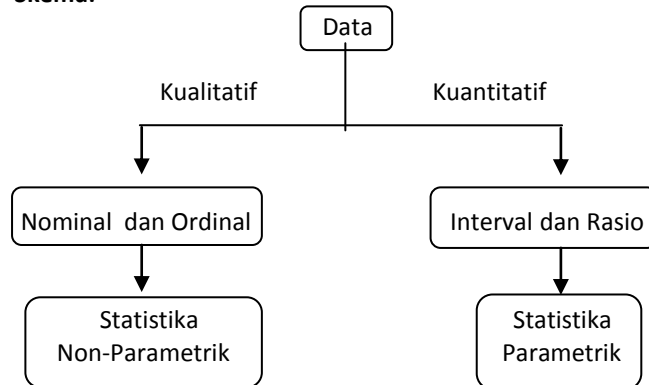 Skema:
Data
Kualitatif
Kuantitatif
Nominal dan Ordinal
Interval dan Rasio
Statistika
Non-Parametrik
Statistika
Parametrik